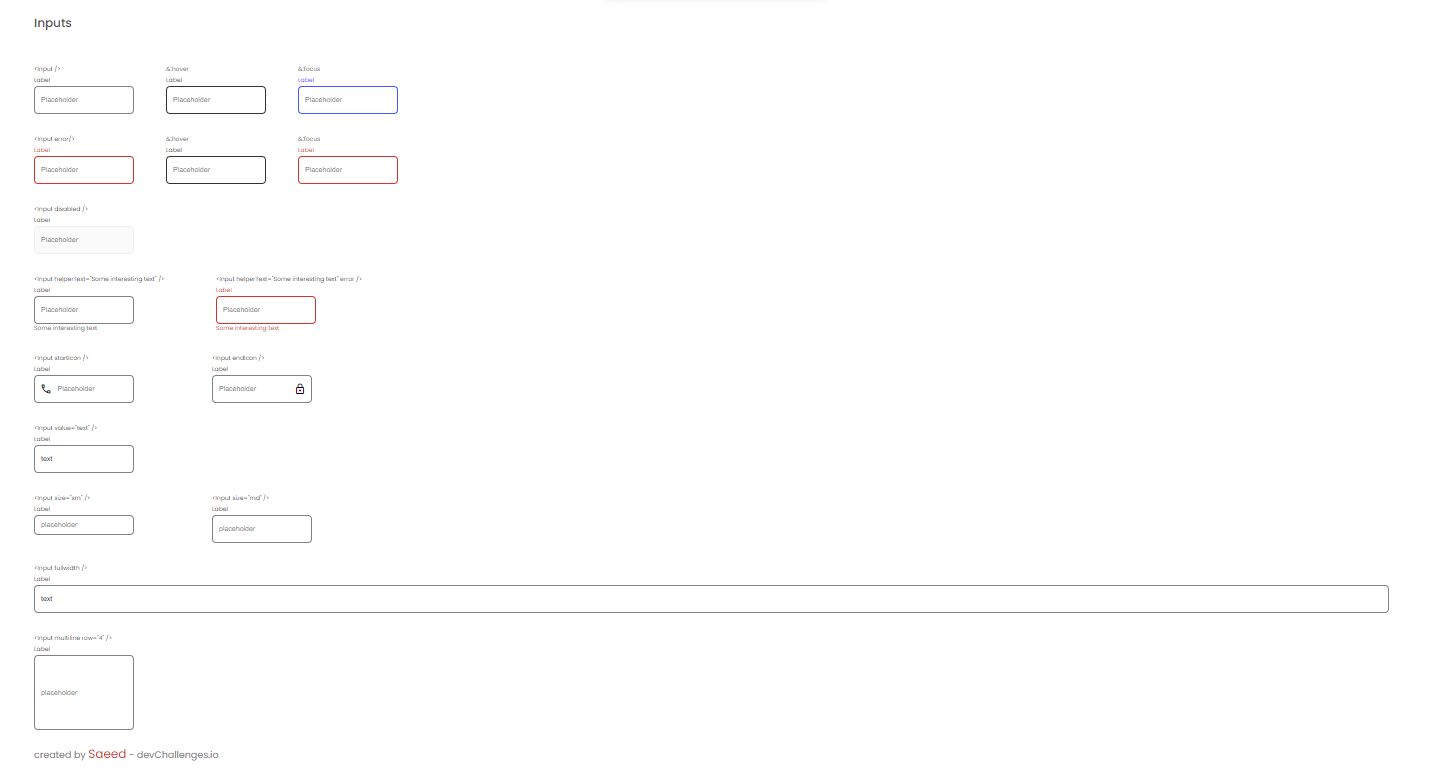 Inputs
<Input />
&:hover
&:focus
Label
Label
Label
Placeholder
Placeholder
Placeholder
<Input error/>
&:hover
&:focus
Label
Label
Label
Placeholder
Placeholder
Placeholder
<Input disabled />
Label
Placeholder
<Input helperText="Some interesting text" />
<Input helperText="Some interesting text" error />
Label
Label
Placeholder
Placeholder
Some interesting text
Some interesting text
<Input startIcon />
<Input endIcon />
Label
Label
Placeholder
Placeholder
<Input value="text" />
Label
text
<Input size="sm" />
<Input size="md" />
Label
Label
placeholder
placeholder
<Input fullwidth />
Label
text
<Input multiline row="4" />
Label
placeholder
created by Saeed - devChallenges.io